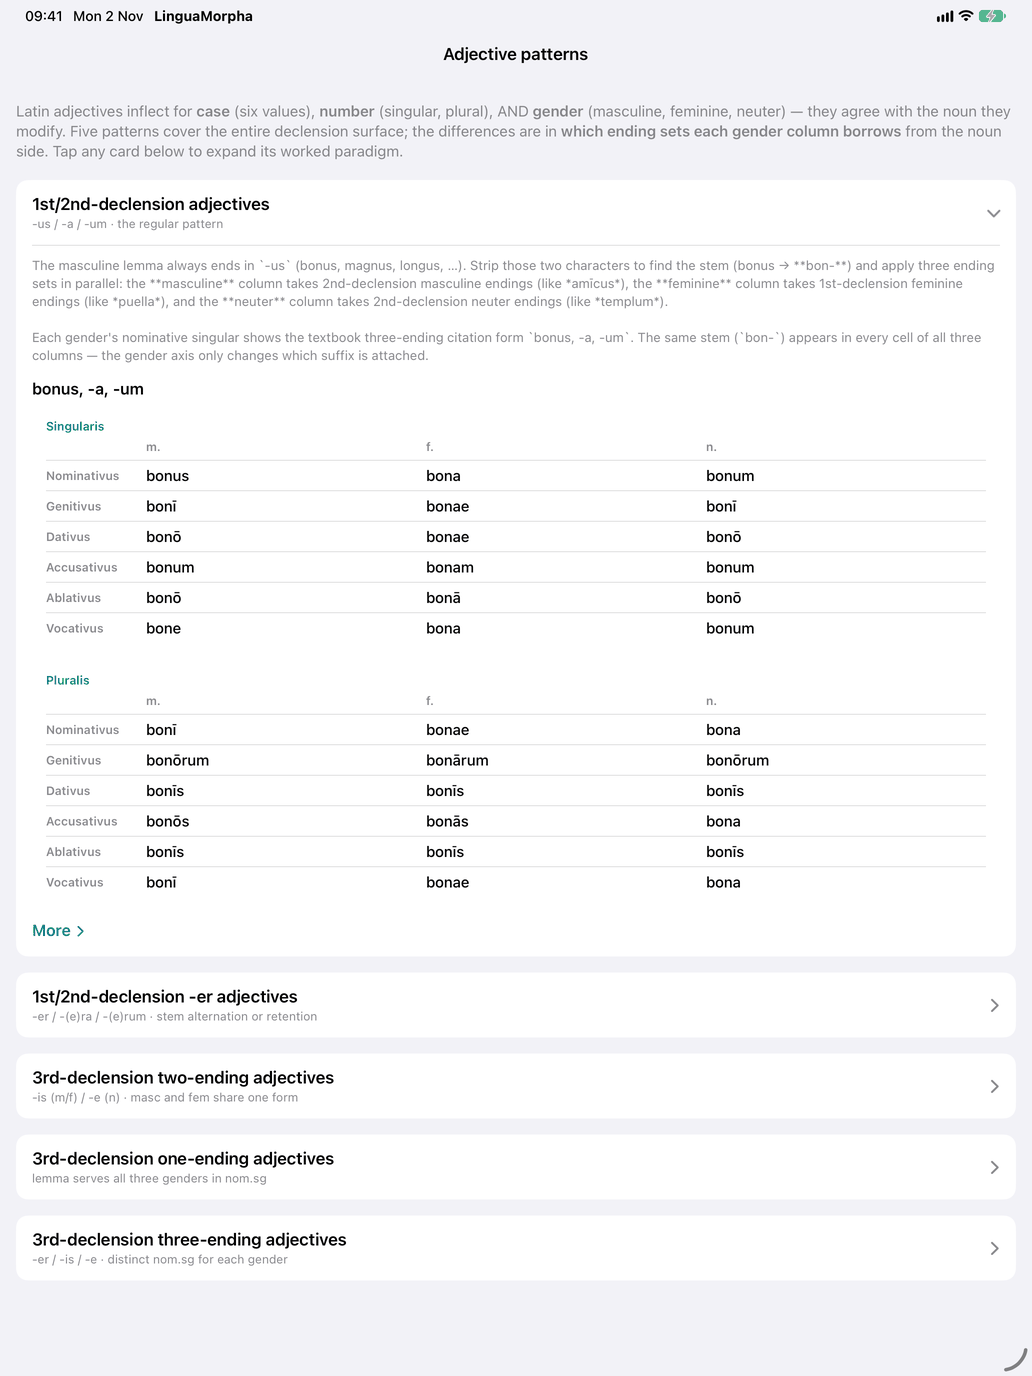 09:41 Mon 2 Nov LinguaMorpha
Adjective patterns
Latin adjectives inflect for case (six values), number (singular, plural), AND gender (masculine, feminine, neuter) — they agree with the noun they
modify. Five patterns cover the entire declension surface; the differences are in which ending sets each gender column borrows from the noun
side. Tap any card below to expand its worked paradigm.
1st/2nd-declension adjectives
-us / -a / -um · the regular pattern
The masculine lemma always ends in `-us` (bonus, magnus, longus, …). Strip those two characters to find the stem (bonus → **bon-**) and apply three ending
sets in parallel: the **masculine** column takes 2nd-declension masculine endings (like *amīcus*), the **feminine** column takes 1st-declension feminine
endings (like *puella*), and the **neuter** column takes 2nd-declension neuter endings (like *templum*).
Each gender's nominative singular shows the textbook three-ending citation form `bonus, -a, -um`. The same stem (`bon-`) appears in every cell of all three
columns — the gender axis only changes which suffix is attached.
bonus, -a, -um
Singularis
m. f. n.
Nominativus bonus bona bonum
Genitivus bonī bonae bonī
Dativus bonō bonae bonō
Accusativus bonum bonam bonum
Ablativus bonō bonā bonō
Vocativus bone bona bonum
Pluralis
m. f. n.
Nominativus bonī bonae bona
Genitivus bonōrum bonārum bonōrum
Dativus bonīs bonīs bonīs
Accusativus bonōs bonās bona
Ablativus bonīs bonīs bonīs
Vocativus bonī bonae bona
More
1st/2nd-declension -er adjectives
-er / -(e)ra / -(e)rum · stem alternation or retention
3rd-declension two-ending adjectives
-is (m/f) / -e (n) · masc and fem share one form
3rd-declension one-ending adjectives
lemma serves all three genders in nom.sg
3rd-declension three-ending adjectives
-er / -is / -e · distinct nom.sg for each gender